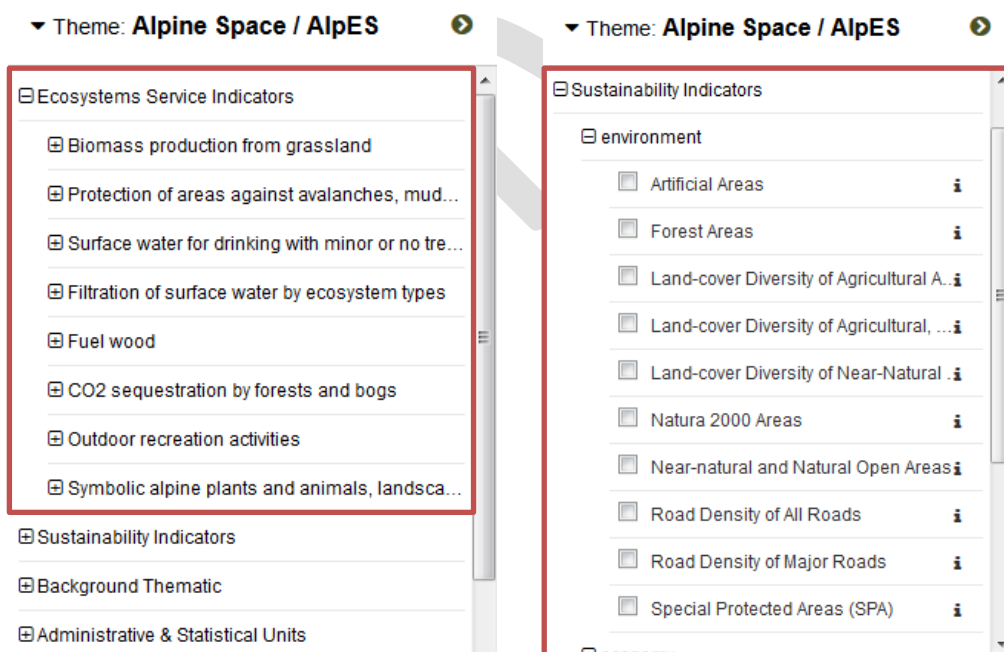 Theme: Alpine Space / AlpES
Ecosystems Service Indicators
Biomass production from grassland
Protection of areas against avalanches, mud...
Surface water for drinking with minor or no tre...
Filtration of surface water by ecosystem types
Fuel wood
CO2 sequestration by forests and bogs
Outdoor recreation activities
Symbolic alpine plants and animals, landsca...
Sustainability Indicators
Background Thematic
Administrative & Statistical Units
Theme: Alpine Space / AlpES
Sustainability Indicators
environment
Artificial Areas
Forest Areas
Land-cover Diversity of Agricultural A..
Land-cover Diversity of Agricultural, ...
Land-cover Diversity of Near-Natural .
Natura 2000 Areas
Near-natural and Natural Open Areas
Road Density of All Roads
Road Density of Major Roads
Special Protected Areas (SPA)